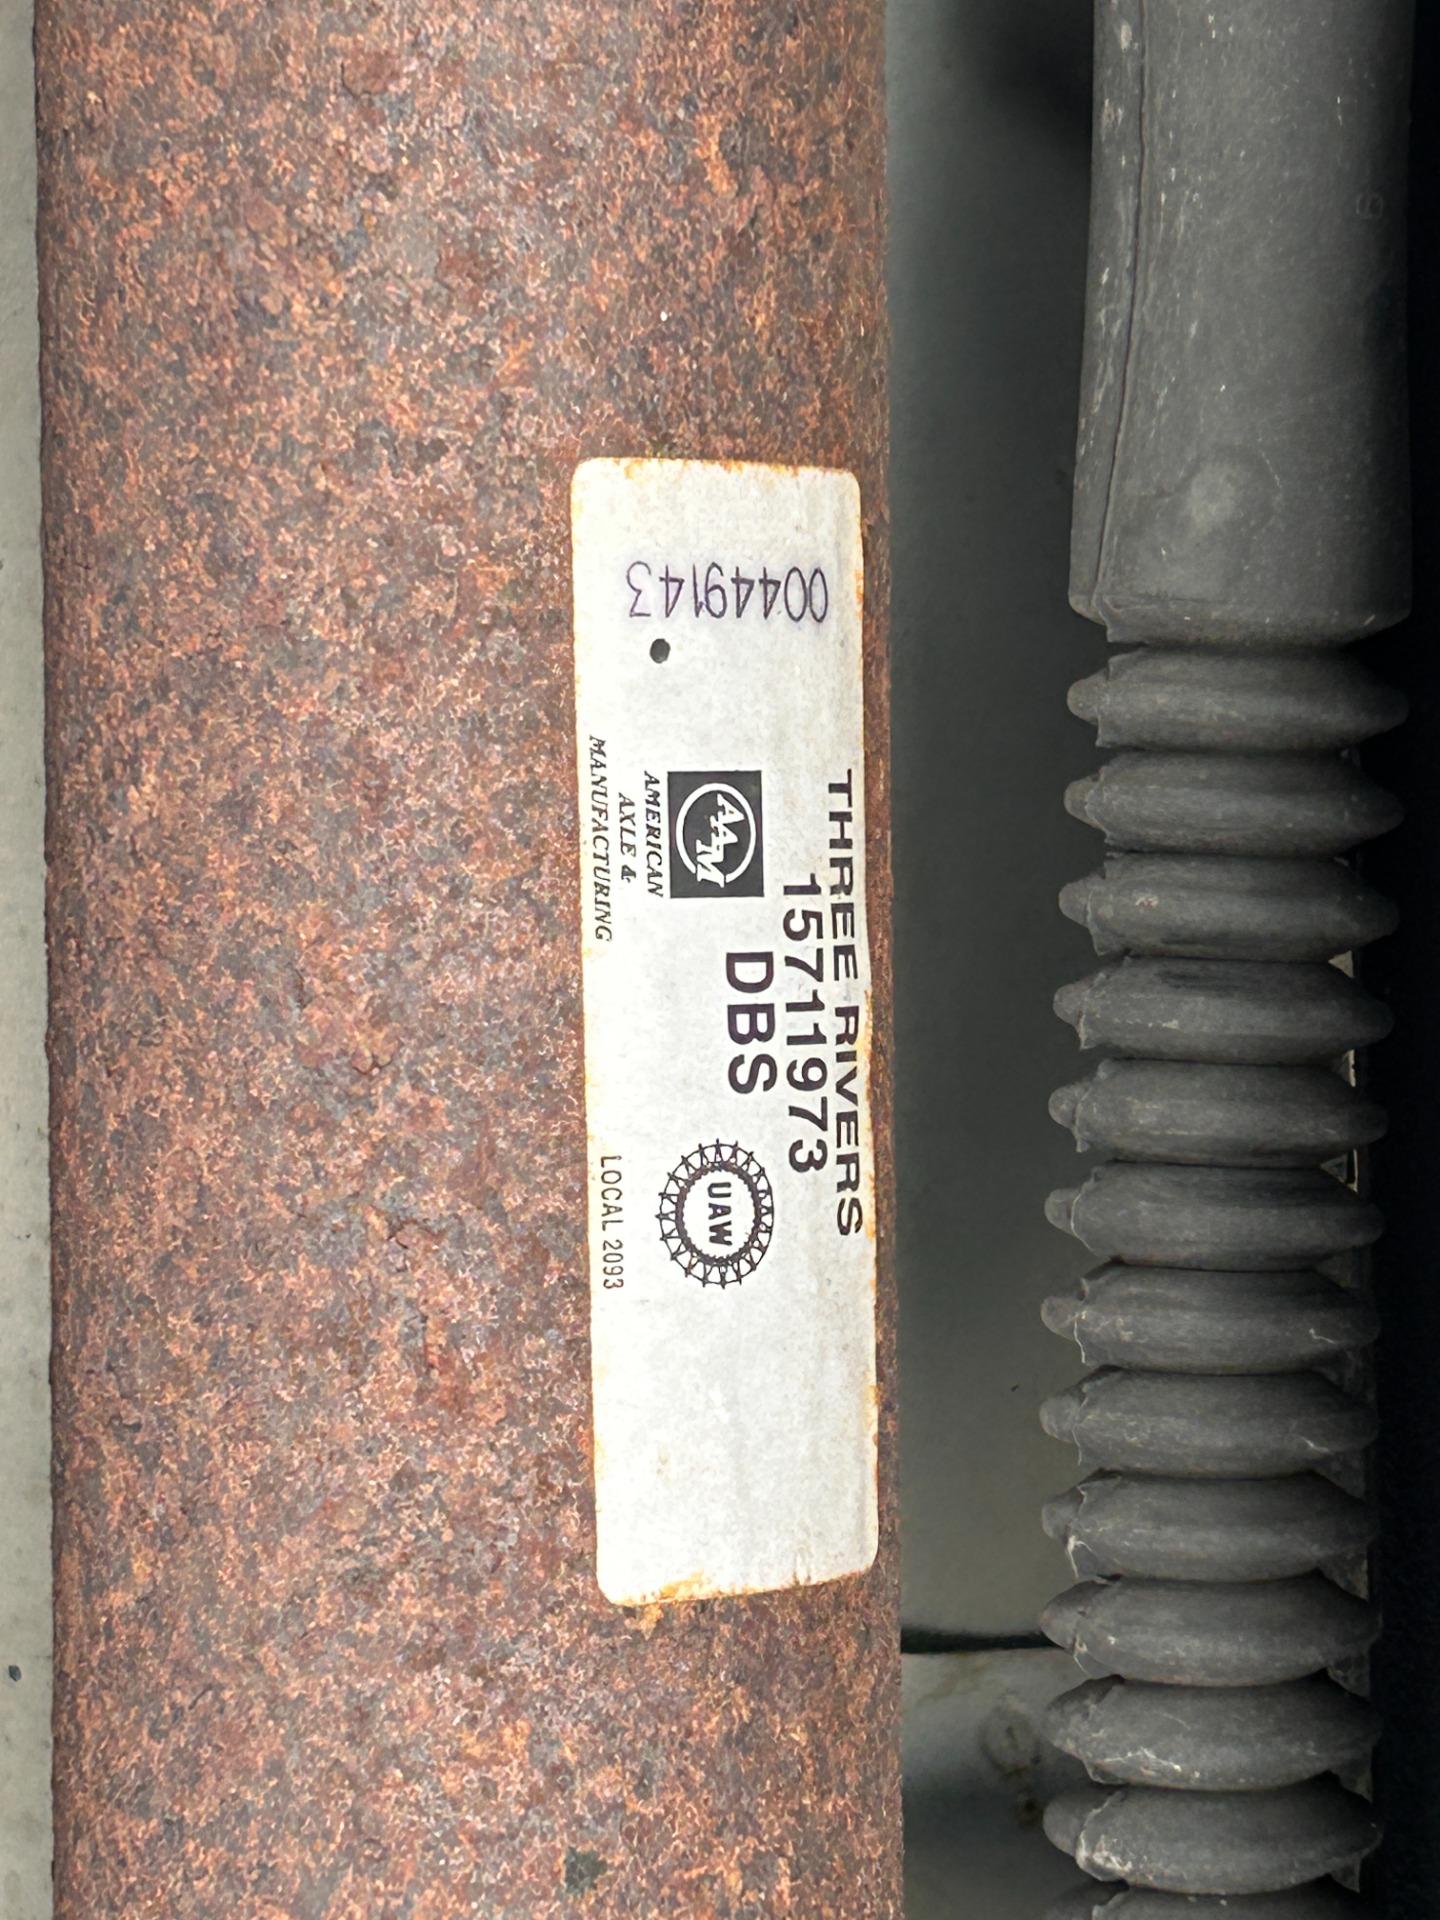 THREE RIVERS
15711973
DBS
AAM
AMERICAN
AXLE &
MANUFACTURING
UAW
LOCAL 2093
00449143